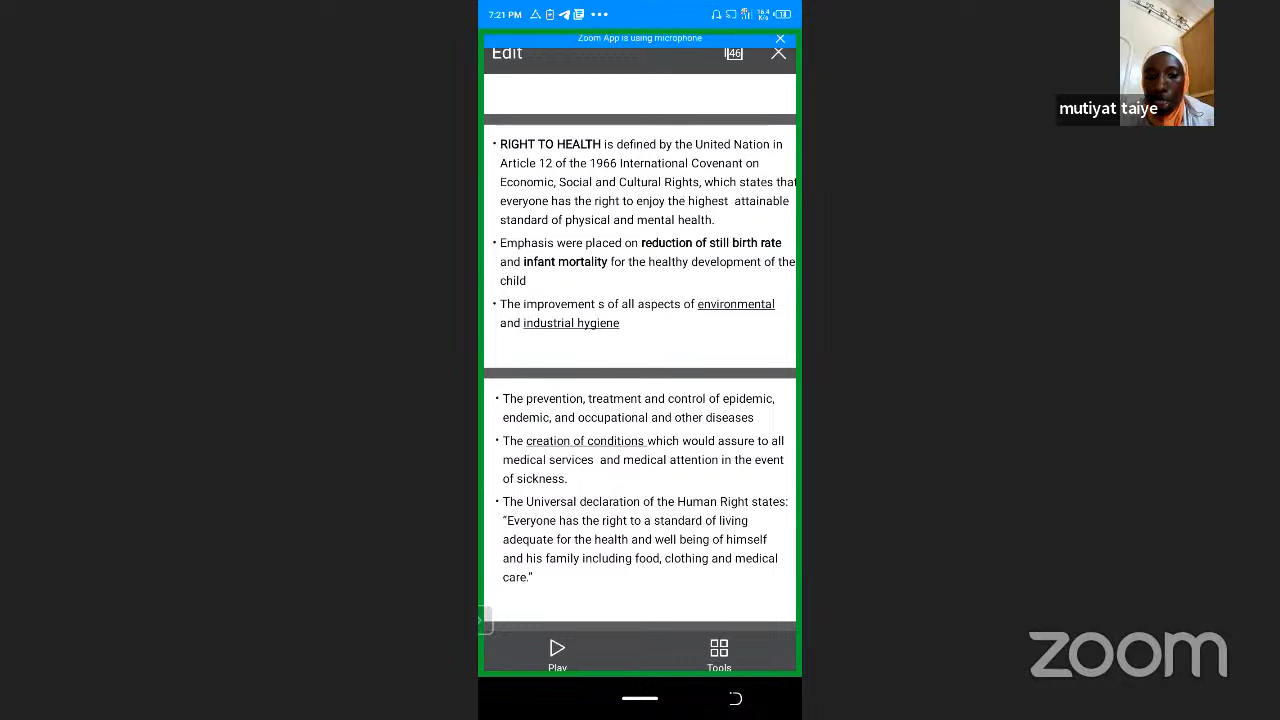 7:21 PM
16.4
K/s
18
Zoom App is using microphone
Edit
46
mutiyat taiye
• RIGHT TO HEALTH is defined by the United Nation in
Article 12 of the 1966 International Covenant on
Economic, Social and Cultural Rights, which states that
everyone has the right to enjoy the highest attainable
standard of physical and mental health.
• Emphasis were placed on reduction of still birth rate
and infant mortality for the healthy development of the
child
• The improvement s of all aspects of environmental
and industrial hygiene
• The prevention, treatment and control of epidemic,
endemic, and occupational and other diseases
• The creation of conditions which would assure to all
medical services and medical attention in the event
of sickness.
• The Universal declaration of the Human Right states:
“Everyone has the right to a standard of living
adequate for the health and well being of himself
and his family including food, clothing and medical
care.”
Play
Tools
zoom